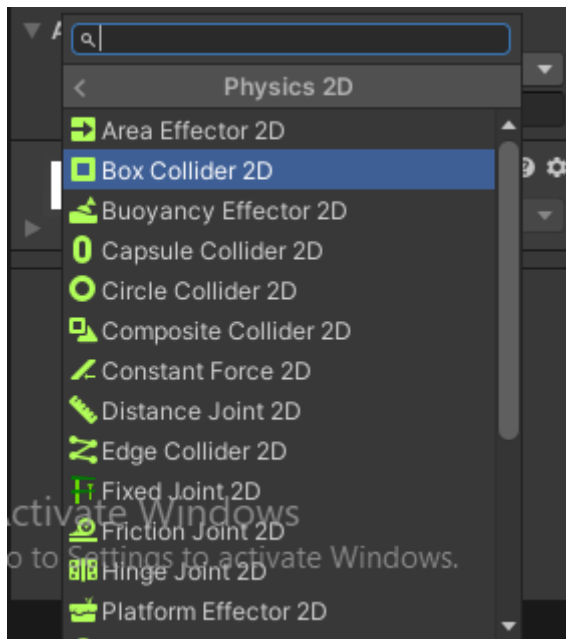 Physics 2D
Area Effector 2D
Box Collider 2D
Buoyancy Effector 2D
Capsule Collider 2D
Circle Collider 2D
Composite Collider 2D
Constant Force 2D
Distance Joint 2D
Edge Collider 2D
Fixed Joint 2D
Friction Joint 2D
Hinge Joint 2D
Platform Effector 2D
Activate Windows
o to Settings to activate Windows.